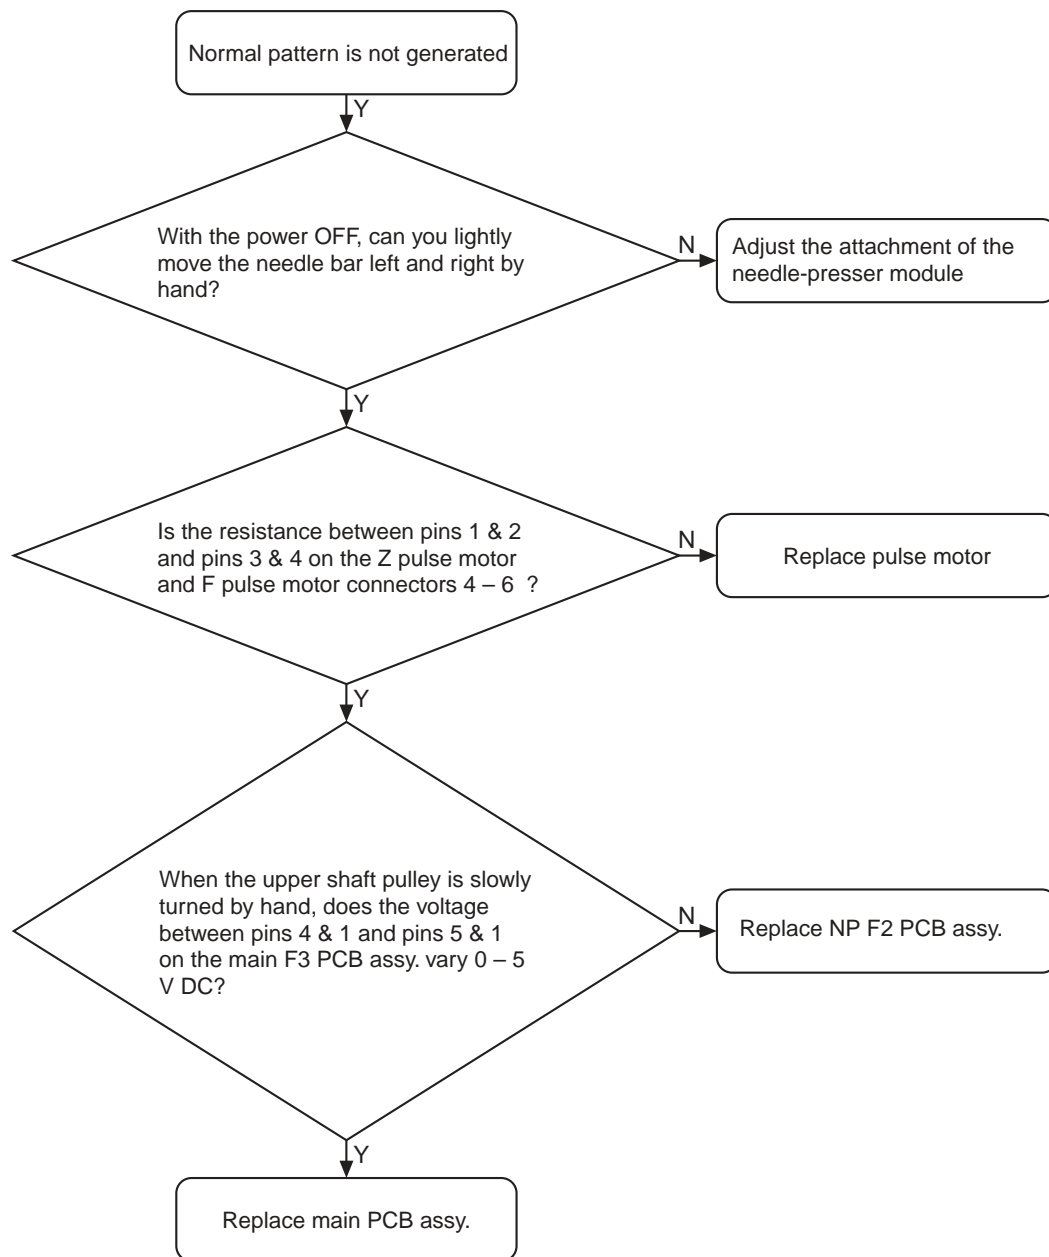 Normal pattern is not generated
Y
With the power OFF, can you lightly
move the needle bar left and right by
hand?
N
Adjust the attachment of the
needle-presser module
Y
Is the resistance between pins 1 & 2
and pins 3 & 4 on the Z pulse motor
and F pulse motor connectors 4 – 6 ?
N
Replace pulse motor
Y
When the upper shaft pulley is slowly
turned by hand, does the voltage
between pins 4 & 1 and pins 5 & 1
on the main F3 PCB assy. vary 0 – 5
V DC?
N
Replace NP F2 PCB assy.
Y
Replace main PCB assy.